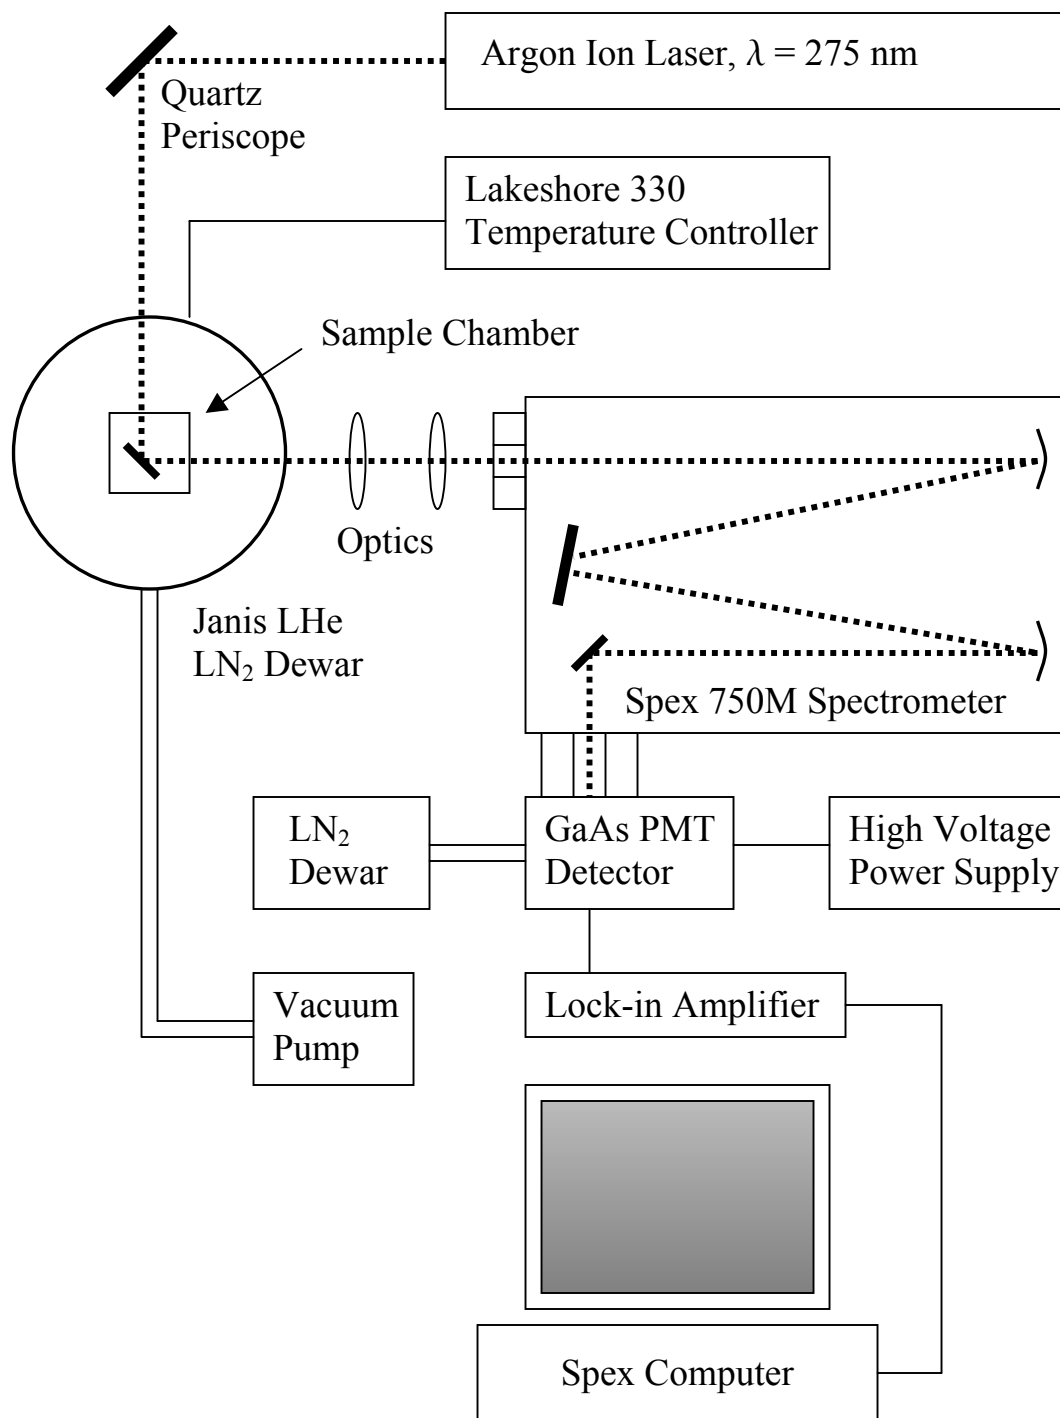 Argon Ion Laser, λ = 275 nm
Quartz
Periscope
Lakeshore 330
Temperature Controller
Sample Chamber
Optics
Janis LHe
LN₂ Dewar
Spex 750M Spectrometer
LN₂
Dewar
GaAs PMT
Detector
High Voltage
Power Supply
Vacuum
Pump
Lock-in Amplifier
Spex Computer